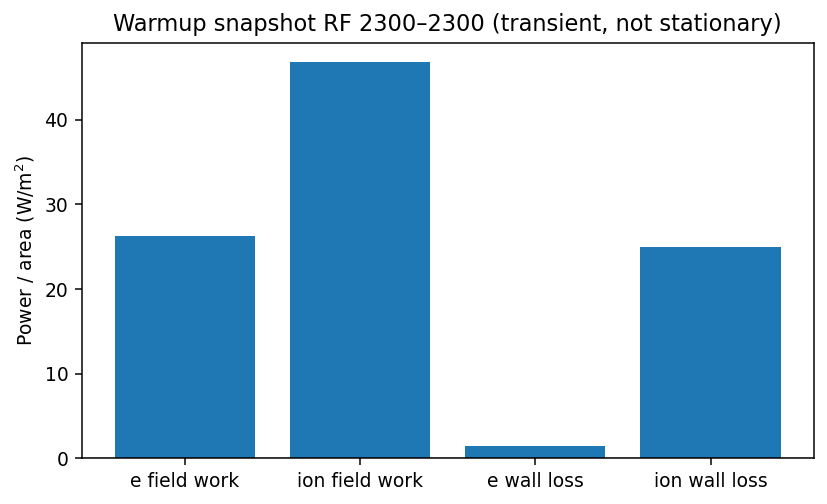 Warmup snapshot RF 2300–2300 (transient, not stationary)
Power / area (W/m²)
40
30
20
10
0
e field work
ion field work
e wall loss
ion wall loss